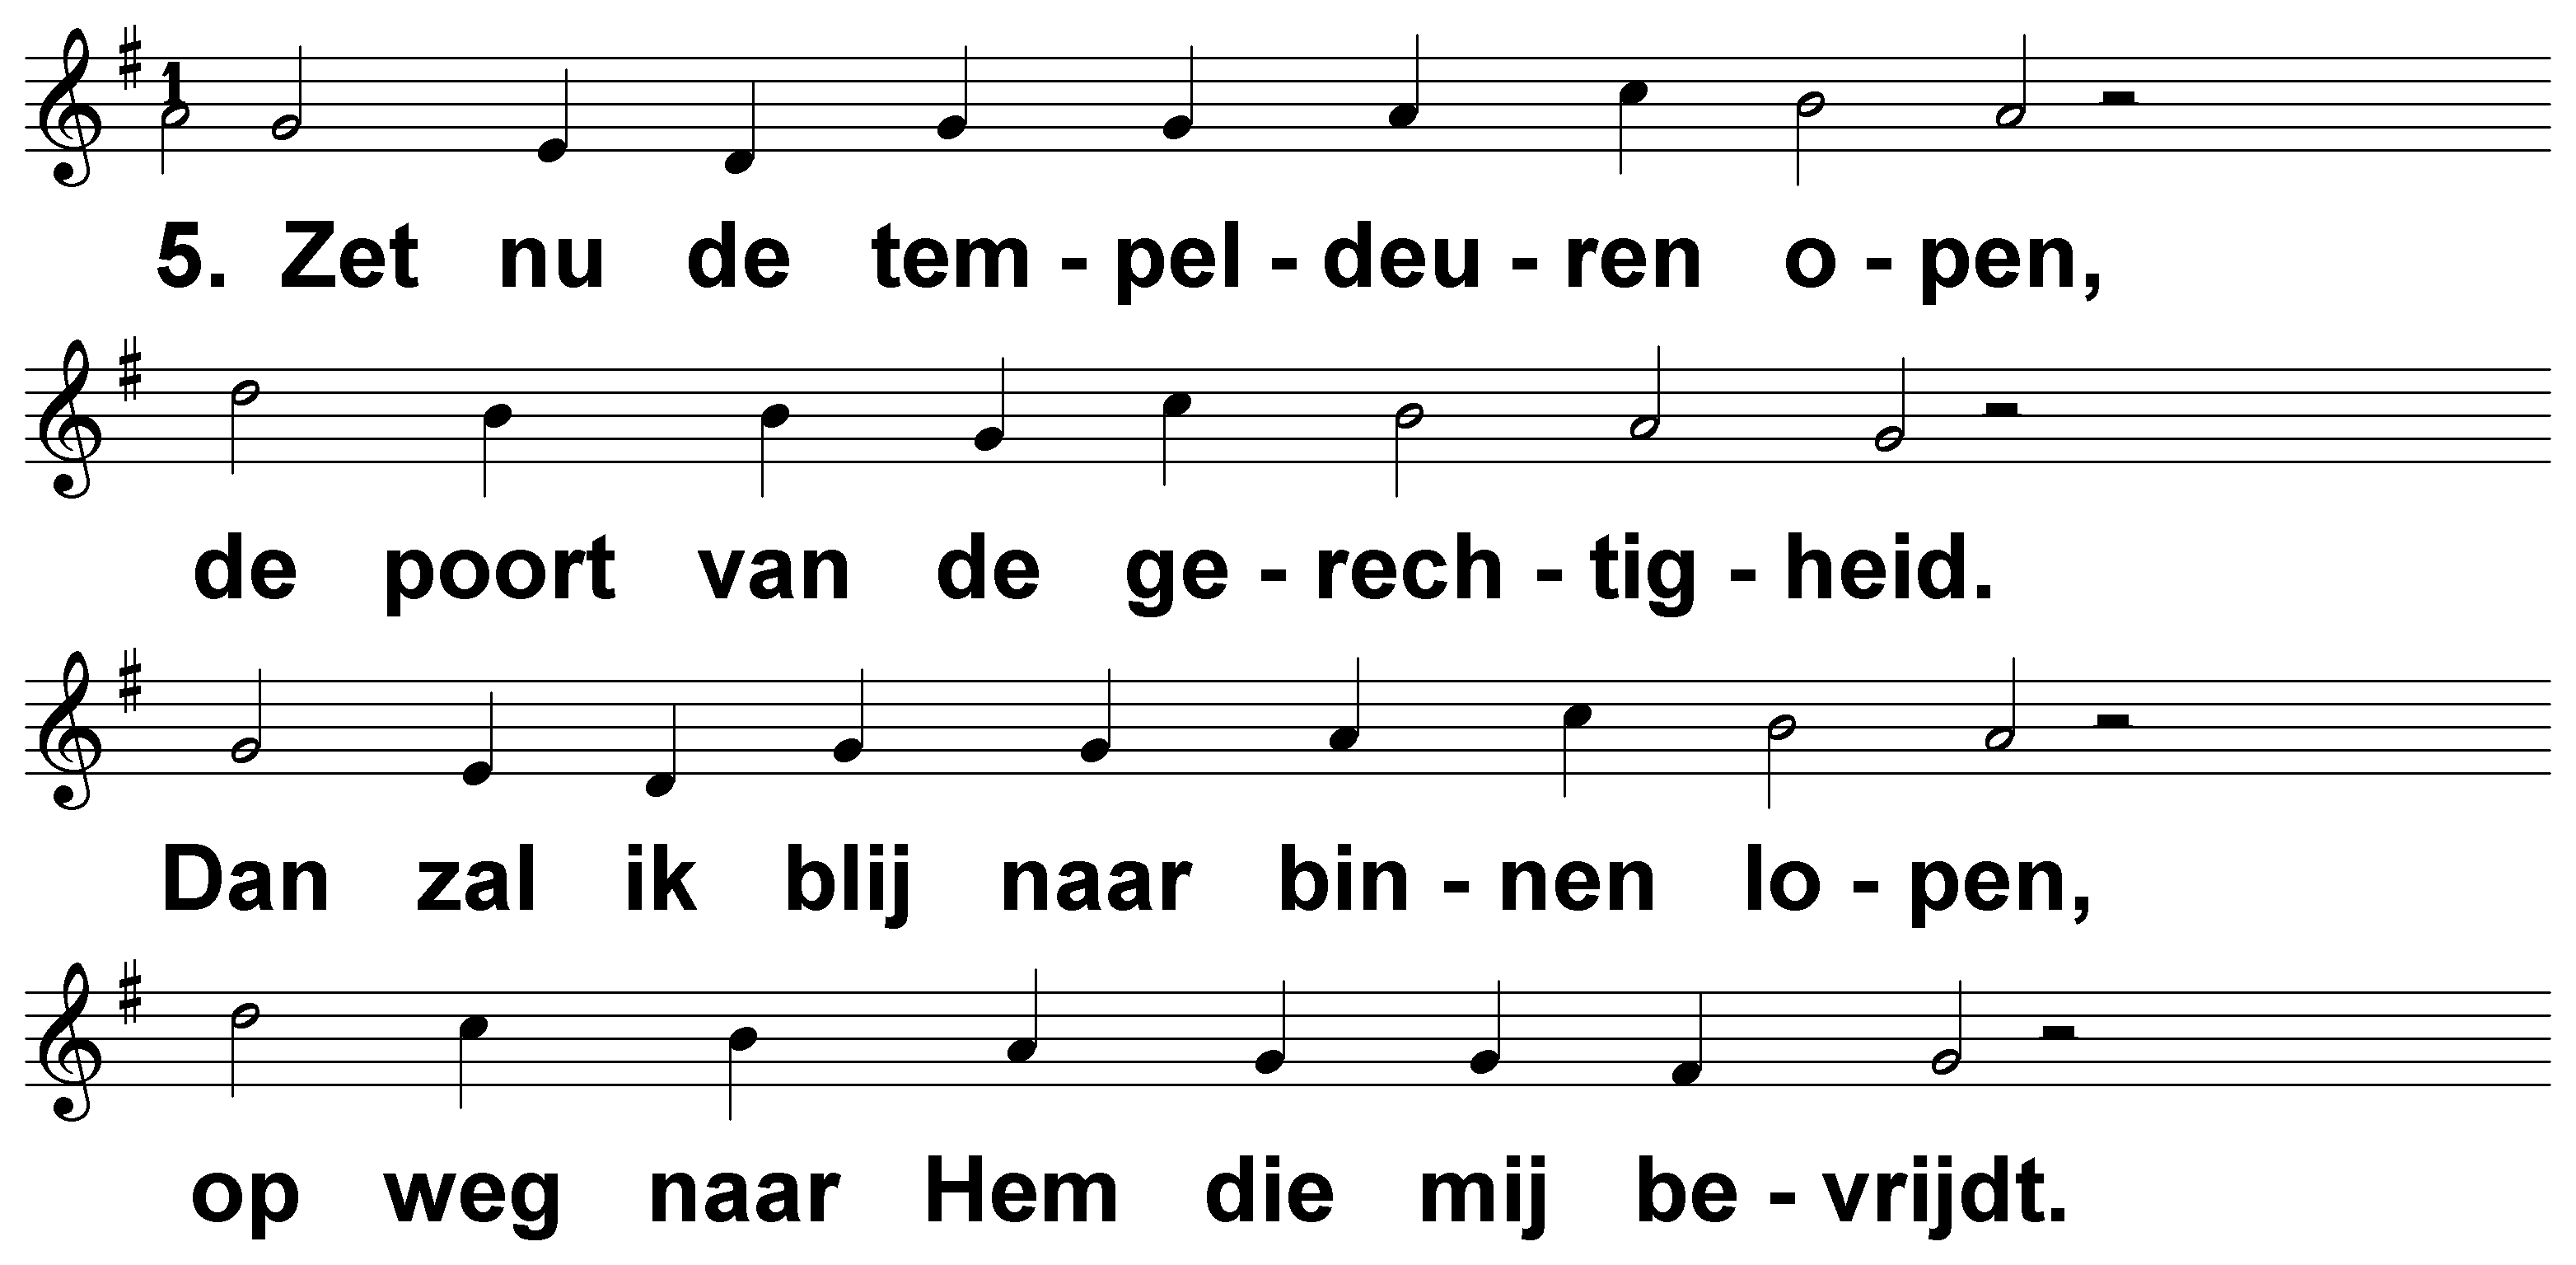 5. Zet nu de tem - pel - deu - ren o - pen,
de poort van de ge - rech - tig - heid.
Dan zal ik blij naar bin - nen lo - pen,
op weg naar Hem die mij be - vrijdt.